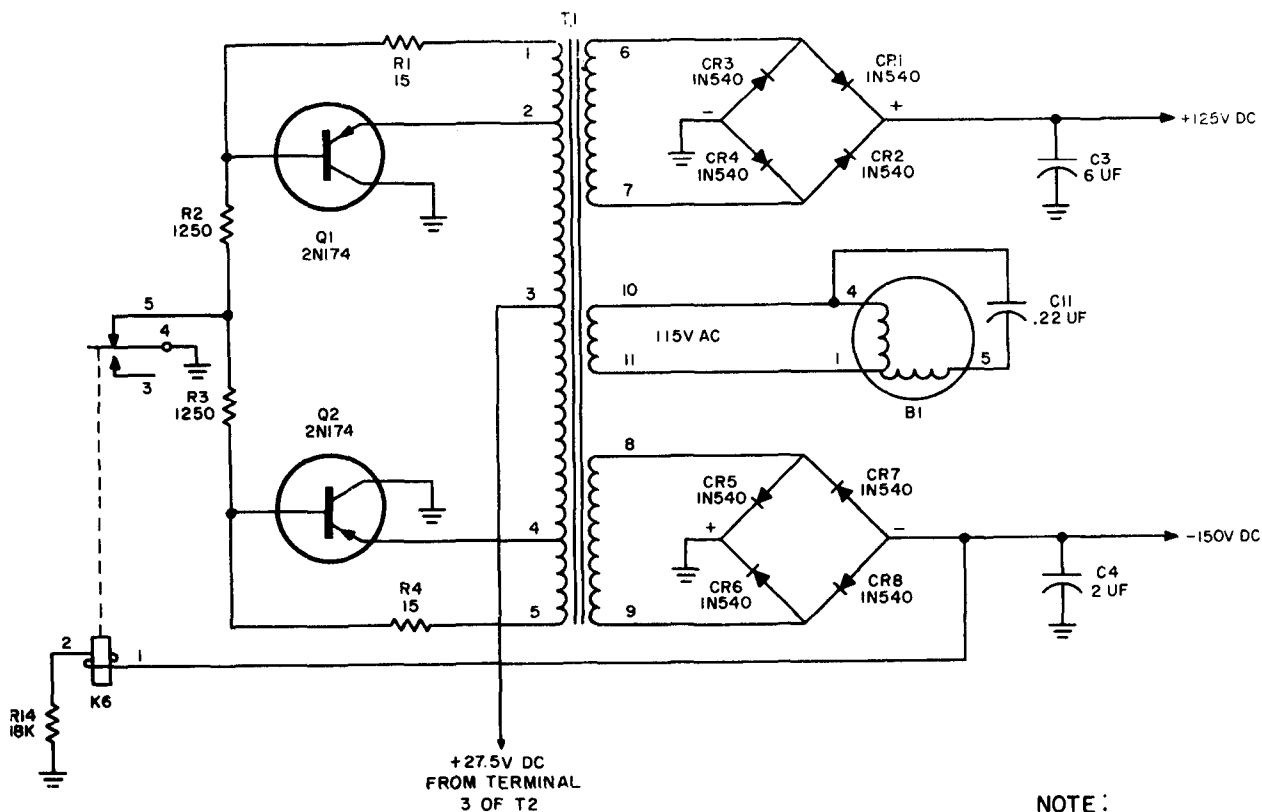 T1
1
R1
15
2
Q1
2N174
R2
1250
3
5
4
3
R3
1250
Q2
2N174
4
R4
15
5
2
1
K6
R14
18K
+27.5V DC
FROM TERMINAL
3 OF T2
6
CR3
1N540
CR1
1N540
-
+
CR4
1N540
CR2
1N540
7
+125V DC
C3
6 UF
10
115V AC
11
4
1
5
B1
C11
.22 UF
8
CR5
1N540
CR7
1N540
+
-
CR6
1N540
CR8
1N540
9
-150V DC
C4
2 UF
NOTE: